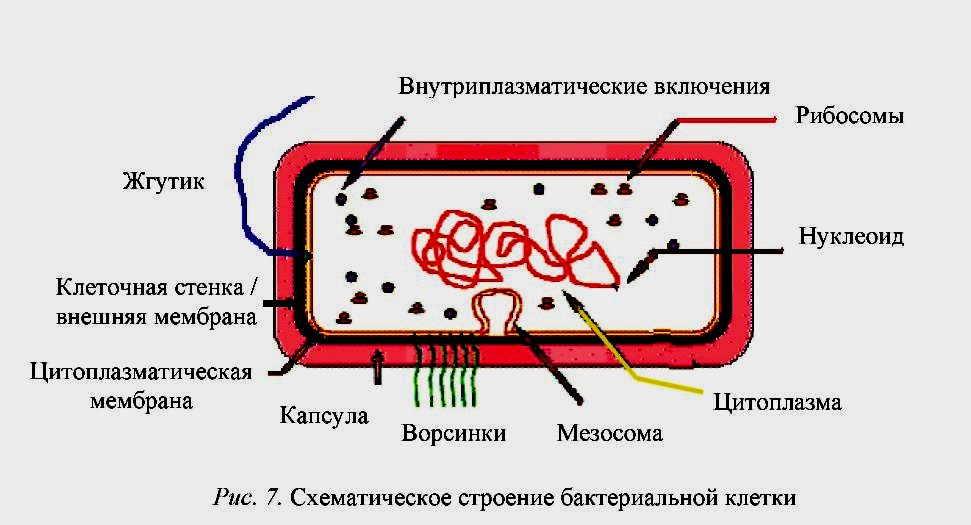 Внутриплазматические включения
Рибосомы
Жгутик
Нуклеоид
Клеточная стенка /
внешняя мембрана
Цитоплазматическая
мембрана
Капсула
Ворсинки
Мезосома
Цитоплазма
Рис. 7. Схематическое строение бактериальной клетки